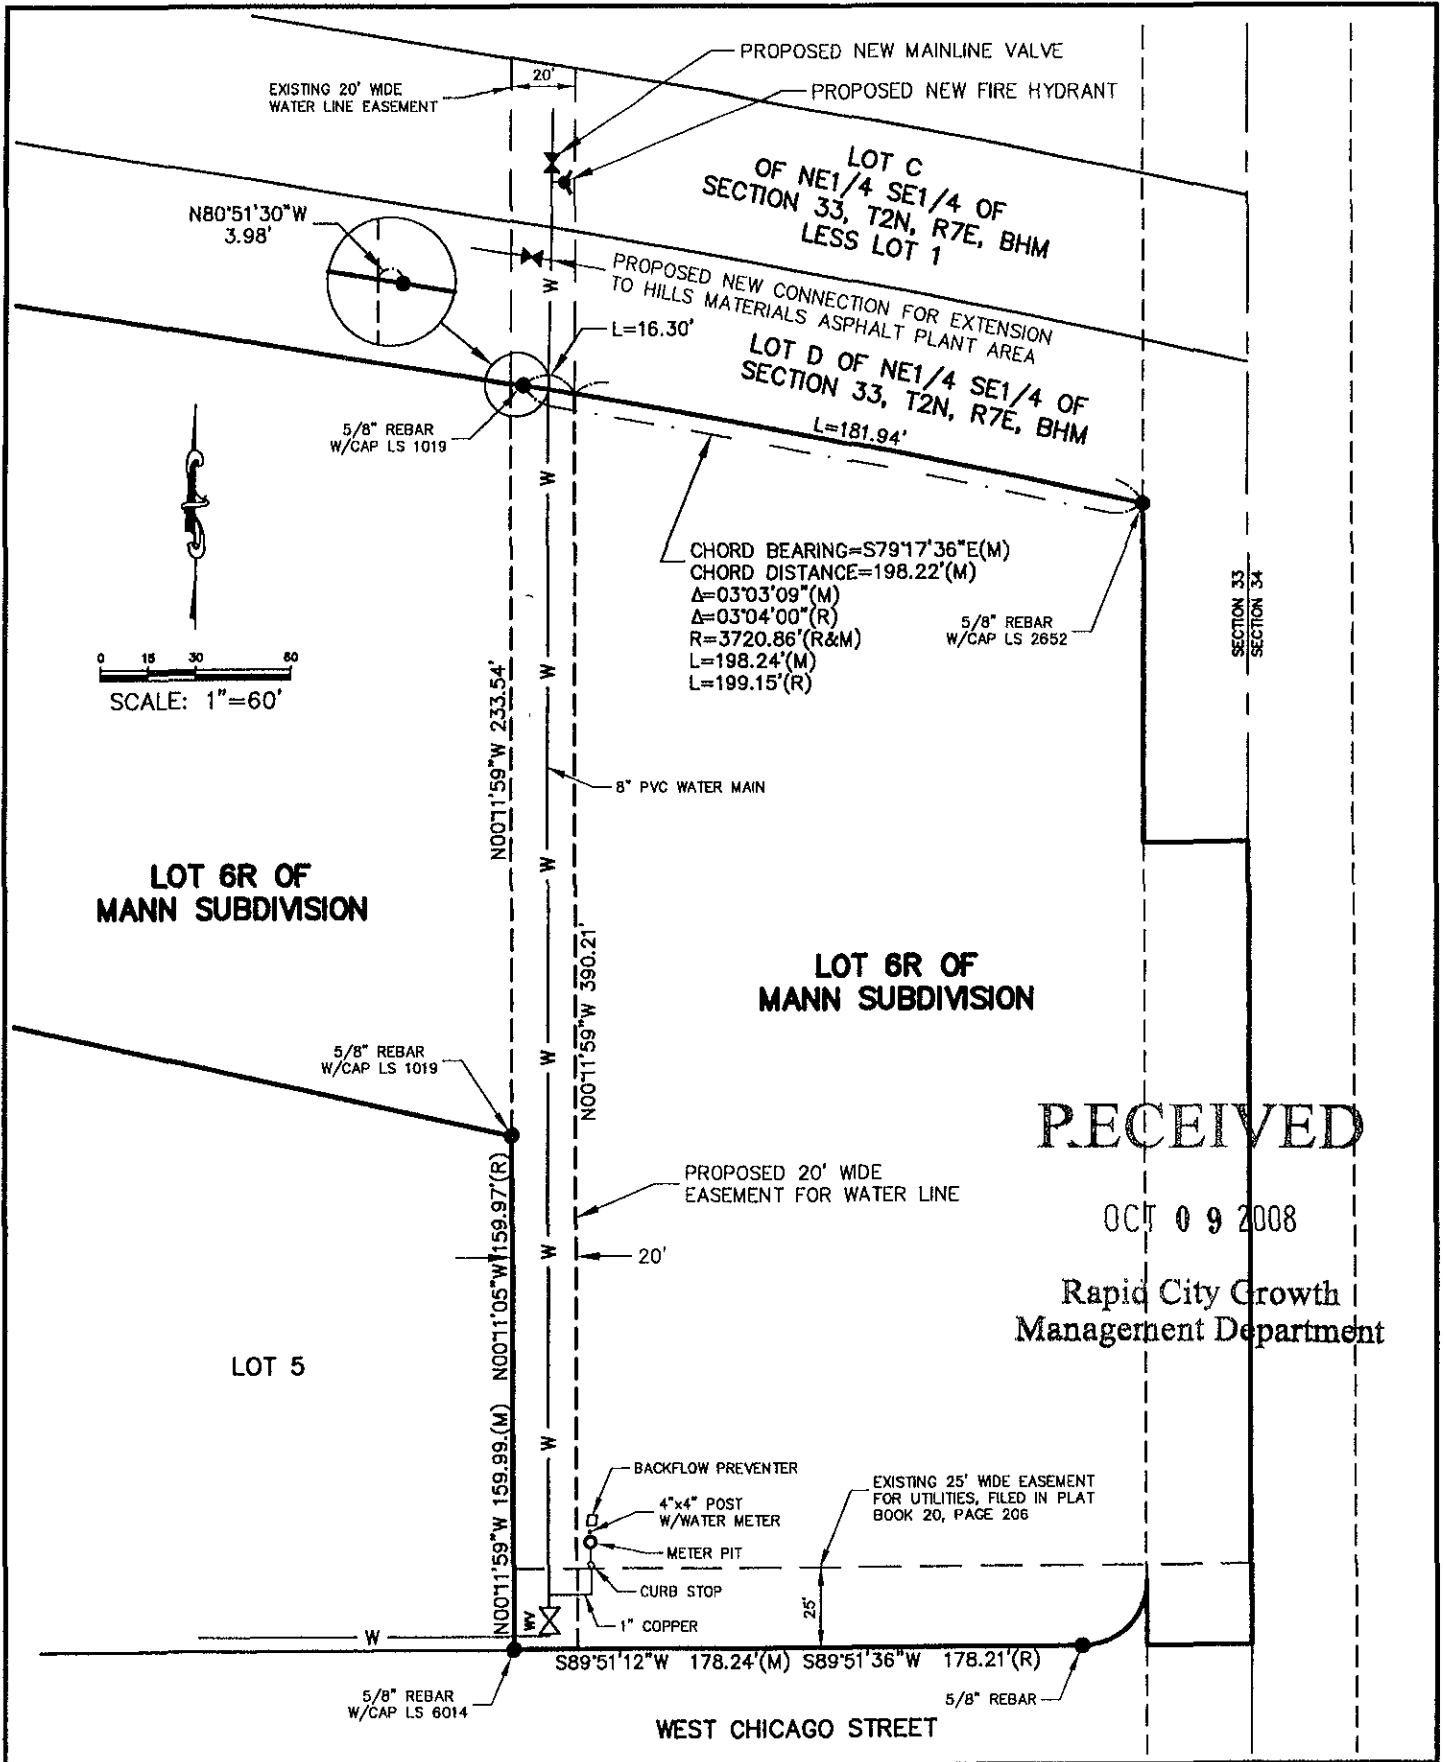 PROPOSED NEW MAINLINE VALVE
EXISTING 20' WIDE
WATER LINE EASEMENT
20'
PROPOSED NEW FIRE HYDRANT
LOT C
OF NE1/4 SE1/4 OF
SECTION 33, T2N, R7E, BHM
LESS LOT 1
N80°51'30"W
3.98'
PROPOSED NEW CONNECTION FOR EXTENSION
TO HILLS MATERIALS ASPHALT PLANT AREA
W
L=16.30'
LOT D OF NE1/4 SE1/4 OF
SECTION 33, T2N, R7E, BHM
L=181.94'
5/8" REBAR
W/CAP LS 1019
W
CHORD BEARING=S79°17'36"E(M)
CHORD DISTANCE=198.22'(M)
Δ=03°03'09"(M)
Δ=03°04'00"(R)
R=3720.86'(R&M)
L=198.24'(M)
L=199.15'(R)
5/8" REBAR
W/CAP LS 2652
SECTION 33
SECTION 34
0 15 30 60
SCALE: 1"=60'
W
N00°11'59"W 233.54'
8" PVC WATER MAIN
W
LOT 6R OF
MANN SUBDIVISION
LOT 6R OF
MANN SUBDIVISION
N00°11'59"W 390.21'
5/8" REBAR
W/CAP LS 1019
W
RECEIVED
OCT 09 2008
Rapid City Growth
Management Department
PROPOSED 20' WIDE
EASEMENT FOR WATER LINE
W
20'
N00°11'59"W 159.99.(M) N00°11'05"W 159.97'(R)
LOT 5
W
BACKFLOW PREVENTER
4"x4" POST
W/WATER METER
METER PIT
CURB STOP
1" COPPER
EXISTING 25' WIDE EASEMENT
FOR UTILITIES, FILED IN PLAT
BOOK 20, PAGE 206
25'
WV
W
S89°51'12"W 178.24'(M) S89°51'36"W 178.21'(R)
5/8" REBAR
W/CAP LS 6014
5/8" REBAR
WEST CHICAGO STREET